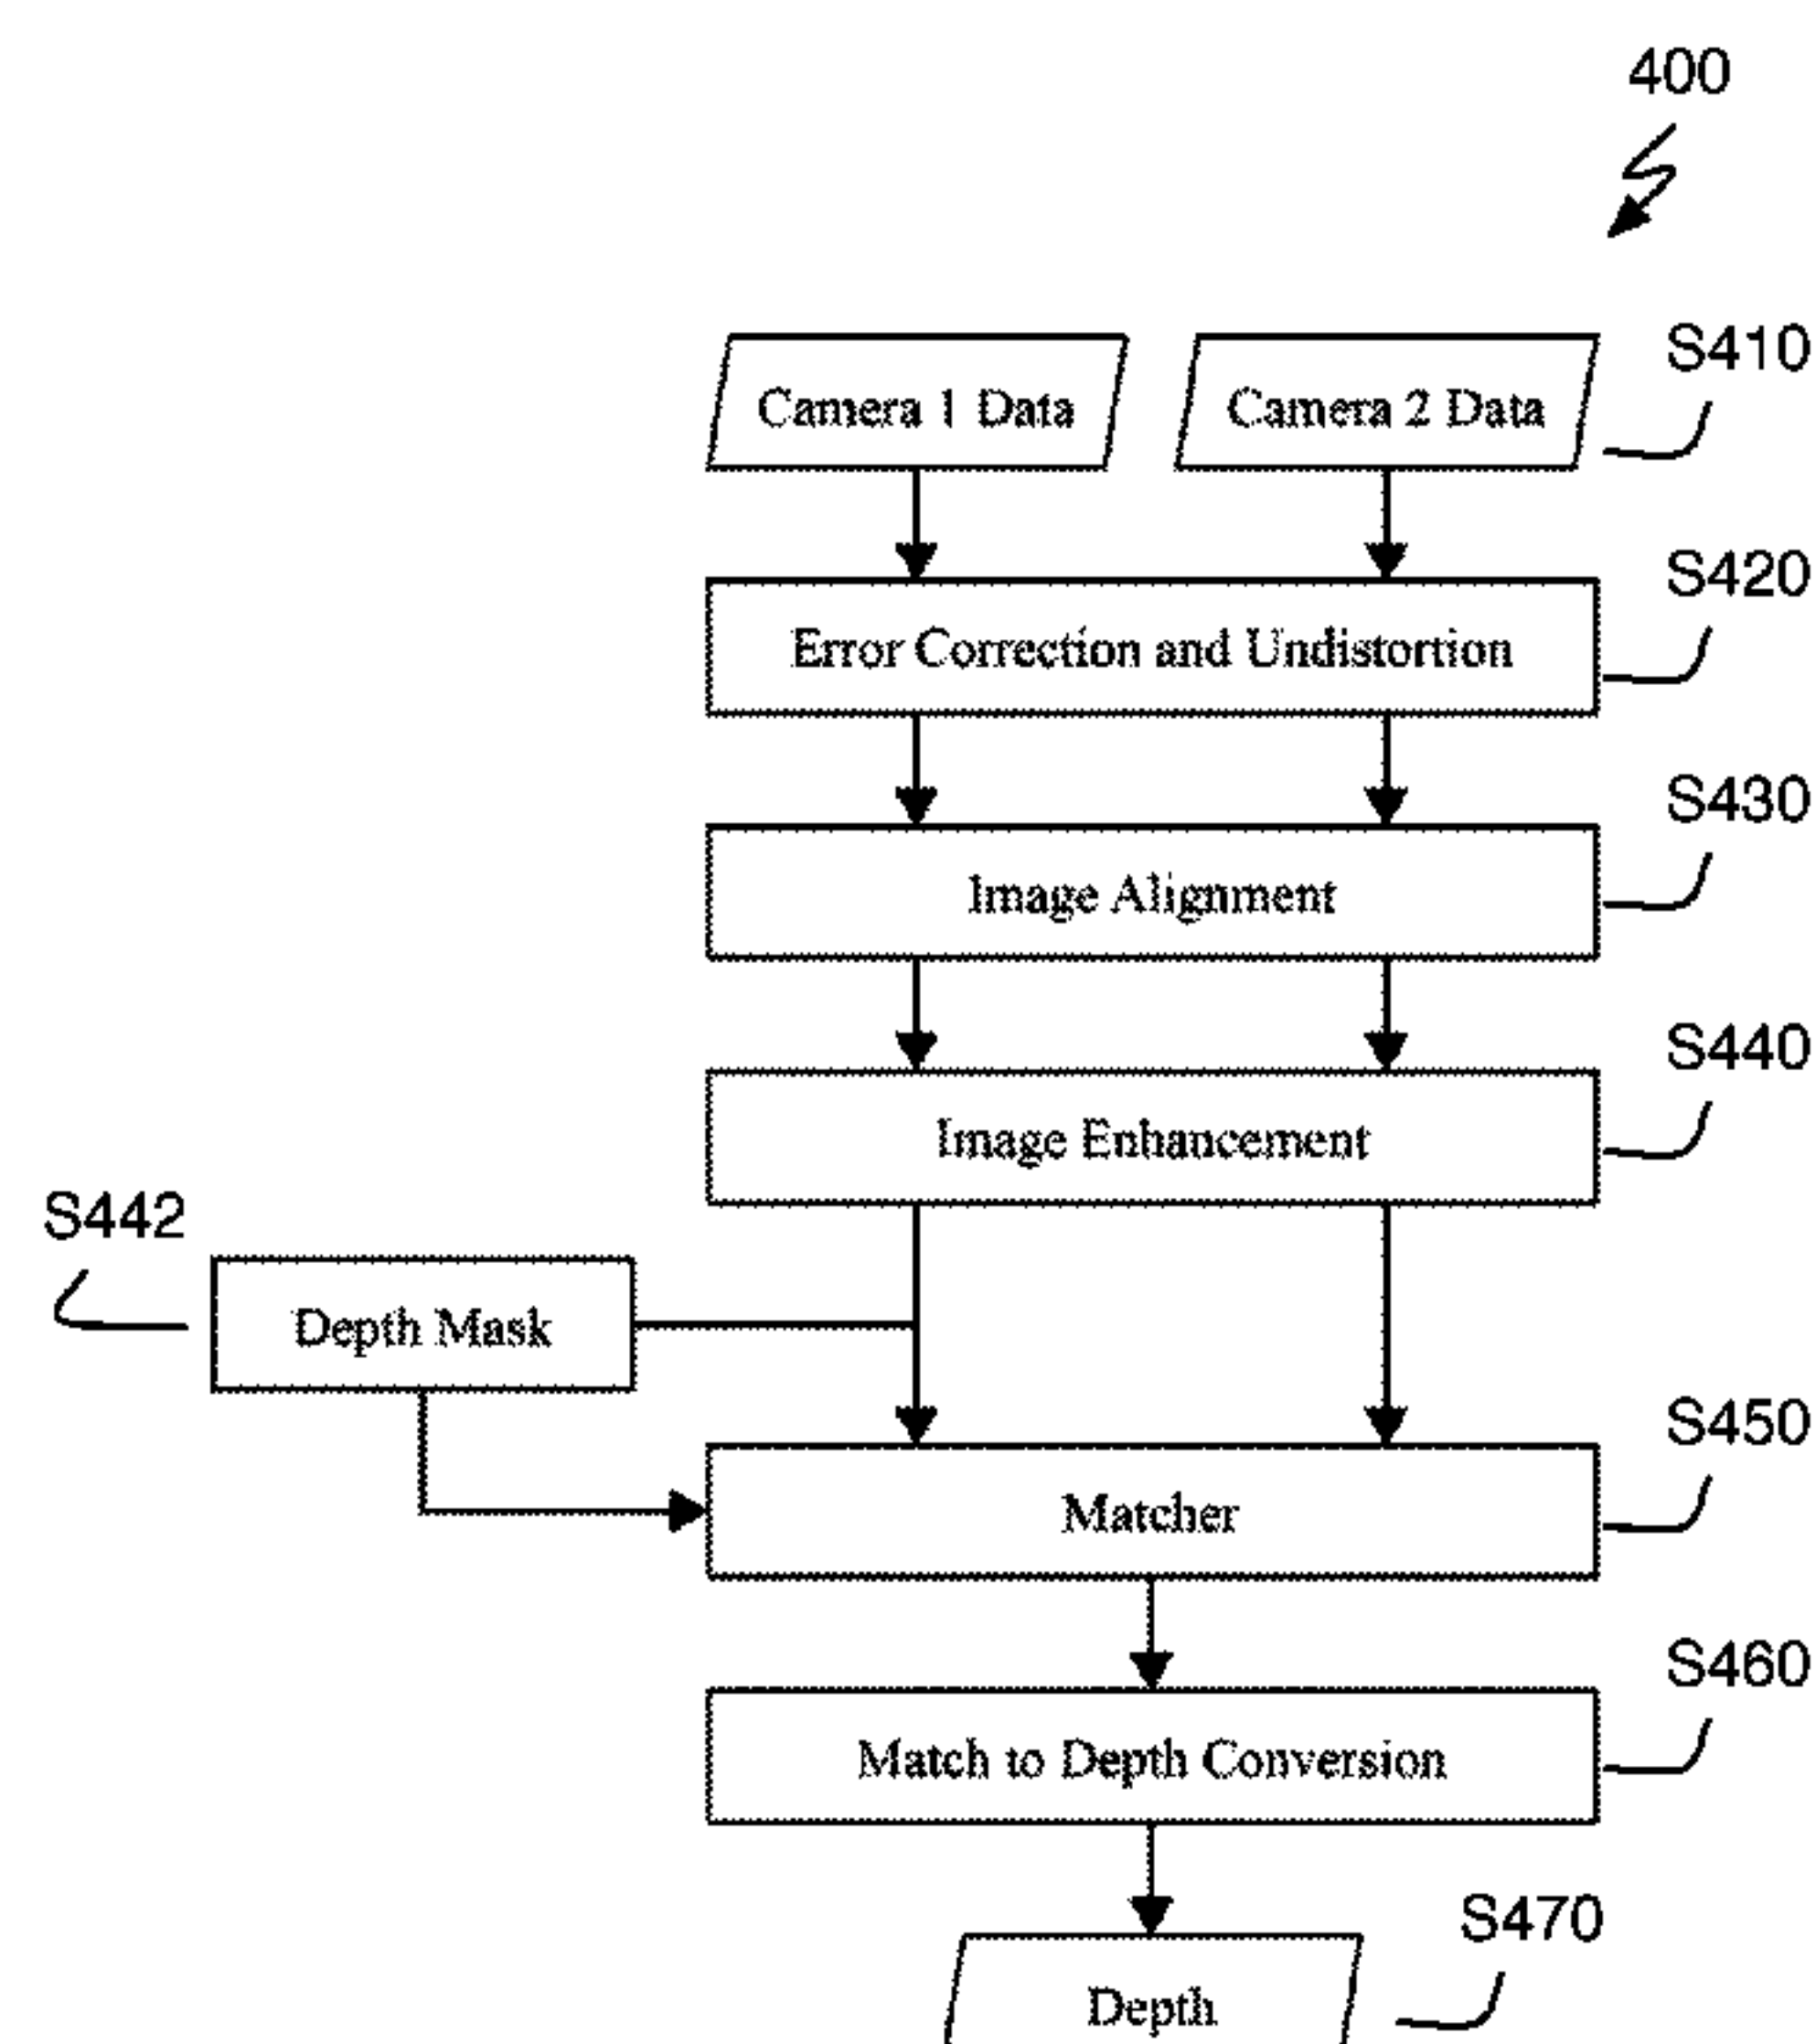 400
S410
Camera 1 Data
Camera 2 Data
S420
Error Correction and Undistortion
S430
Image Alignment
S440
Image Enhancement
S442
Depth Mask
S450
Matcher
S460
Match to Depth Conversion
S470
Depth